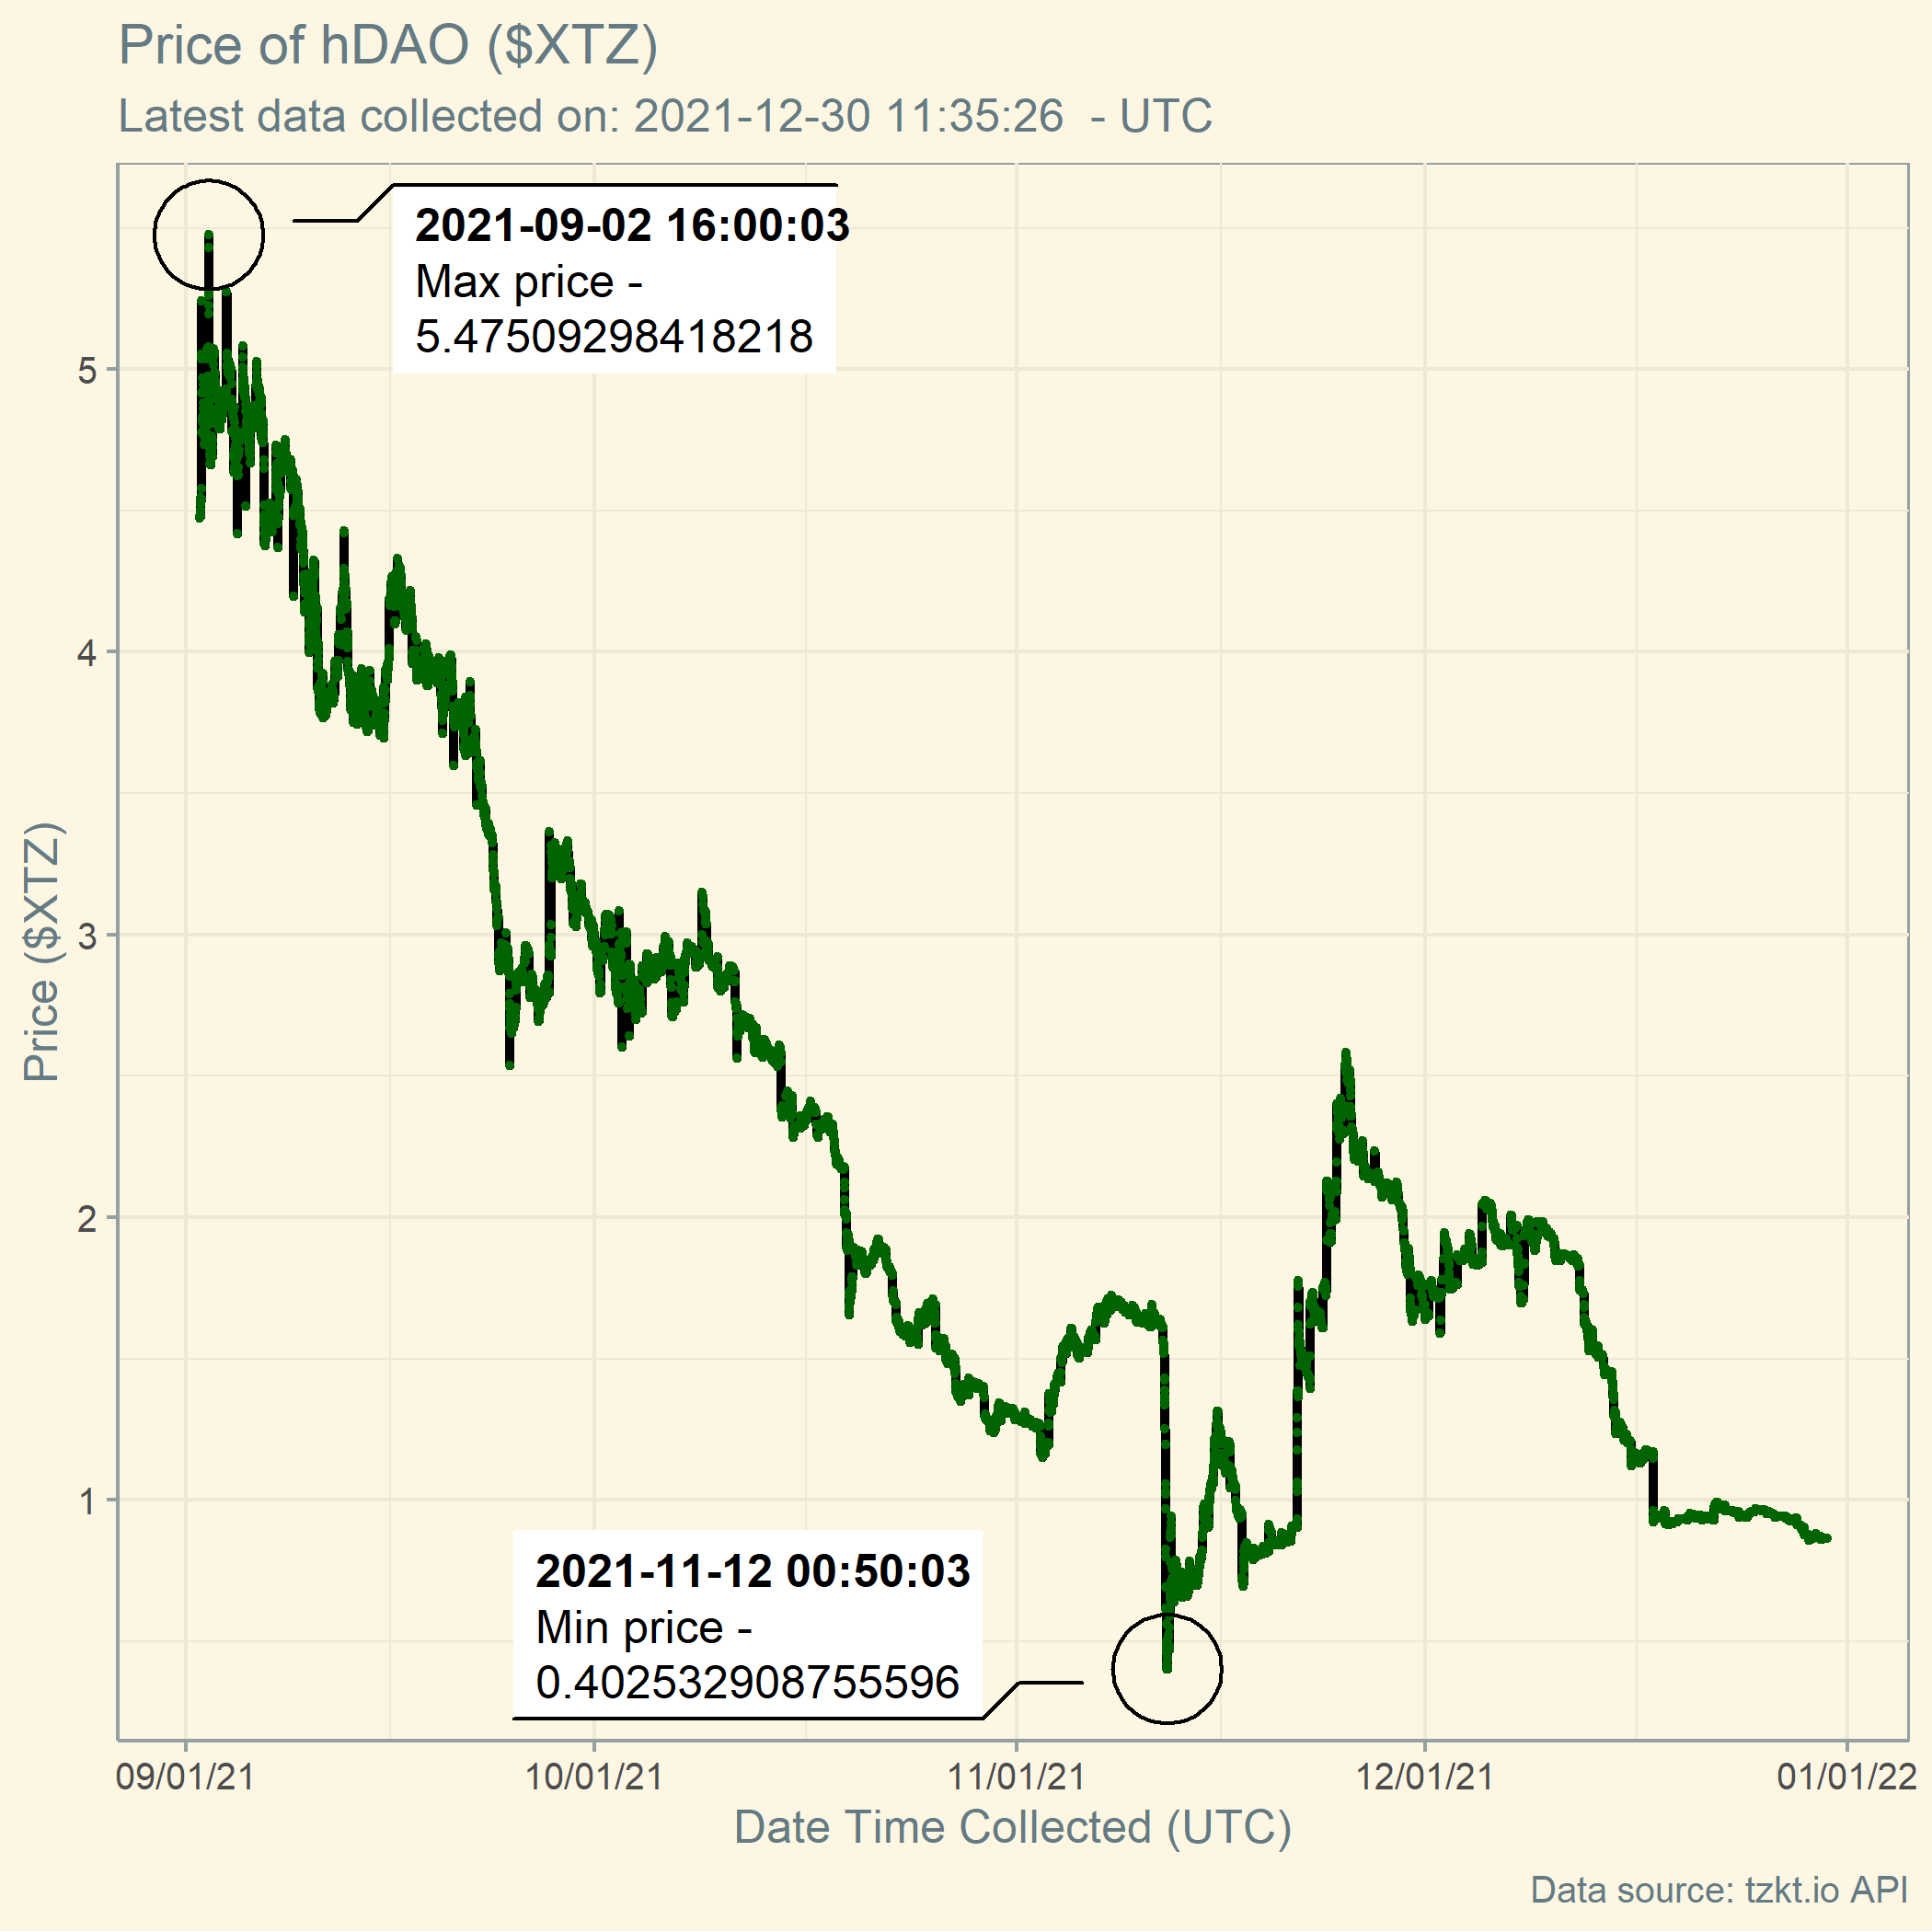 Price of hDAO ($XTZ)
Latest data collected on: 2021-12-30 11:35:26  - UTC
2021-09-02 16:00:03
Max price -
5.47509298418218
5
4
3
2
1
Price ($XTZ)
2021-11-12 00:50:03
Min price -
0.402532908755596
09/01/21
10/01/21
11/01/21
12/01/21
01/01/22
Date Time Collected (UTC)
Data source: tzkt.io API